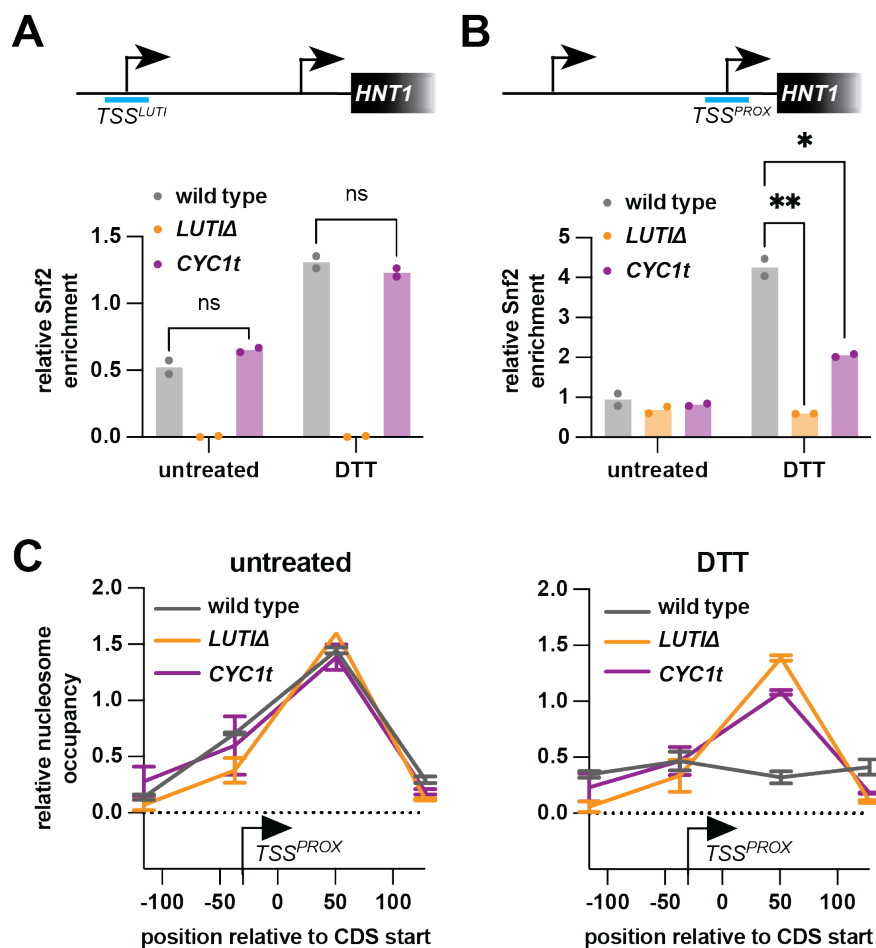 A
HNT1
TSS^LUTI
wild type
LUTIΔ
CYC1t
ns
ns
relative Snf2
enrichment
1.5
1.0
0.5
0.0
untreated
DTT
B
HNT1
TSS^PROX
*
**
wild type
LUTIΔ
CYC1t
relative Snf2
enrichment
5
4
3
2
1
0
untreated
DTT
C
untreated
wild type
LUTIΔ
CYC1t
relative nucleosome
occupancy
2.0
1.5
1.0
0.5
0.0
TSS^PROX
-100 -50 0 50 100
position relative to CDS start
DTT
wild type
LUTIΔ
CYC1t
2.0
1.5
1.0
0.5
0.0
TSS^PROX
-100 -50 0 50 100
position relative to CDS start